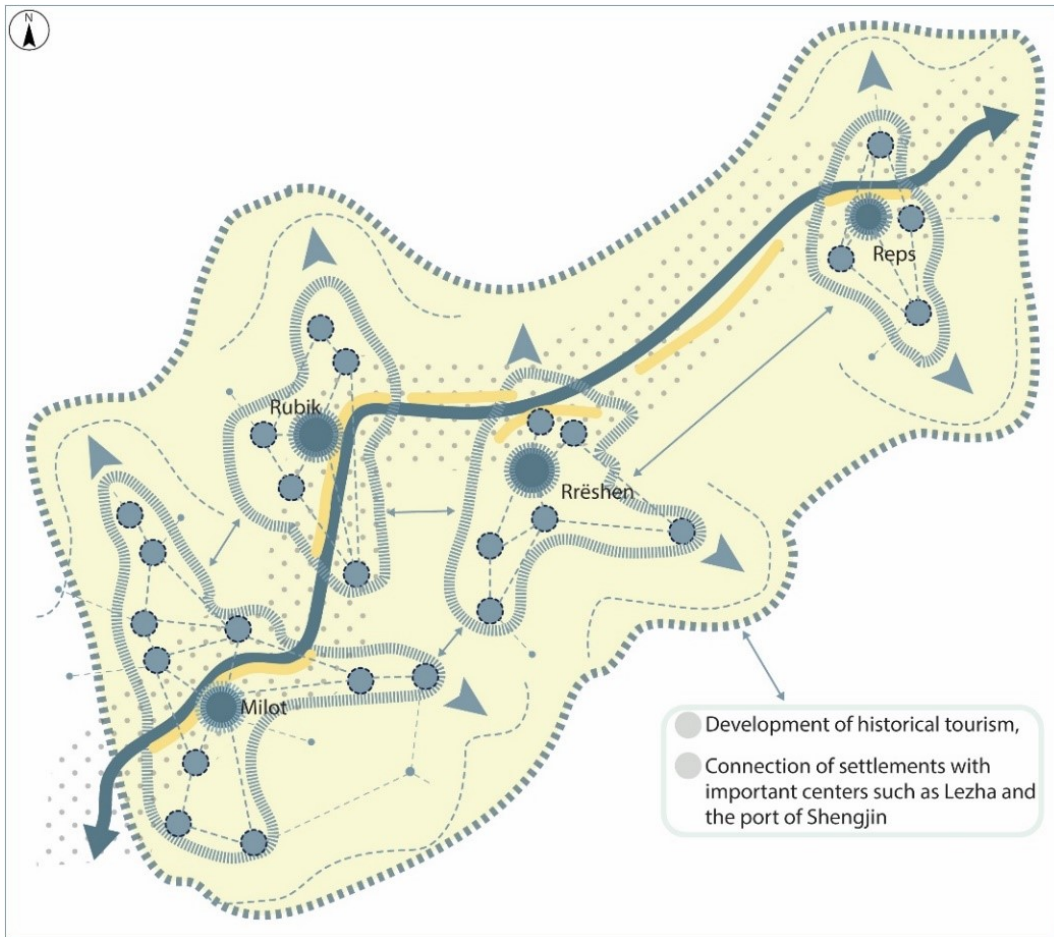 N
Reps
Rubik
Rrëshen
Milot
Development of historical tourism,
Connection of settlements with
important centers such as Lezha and
the port of Shengjin